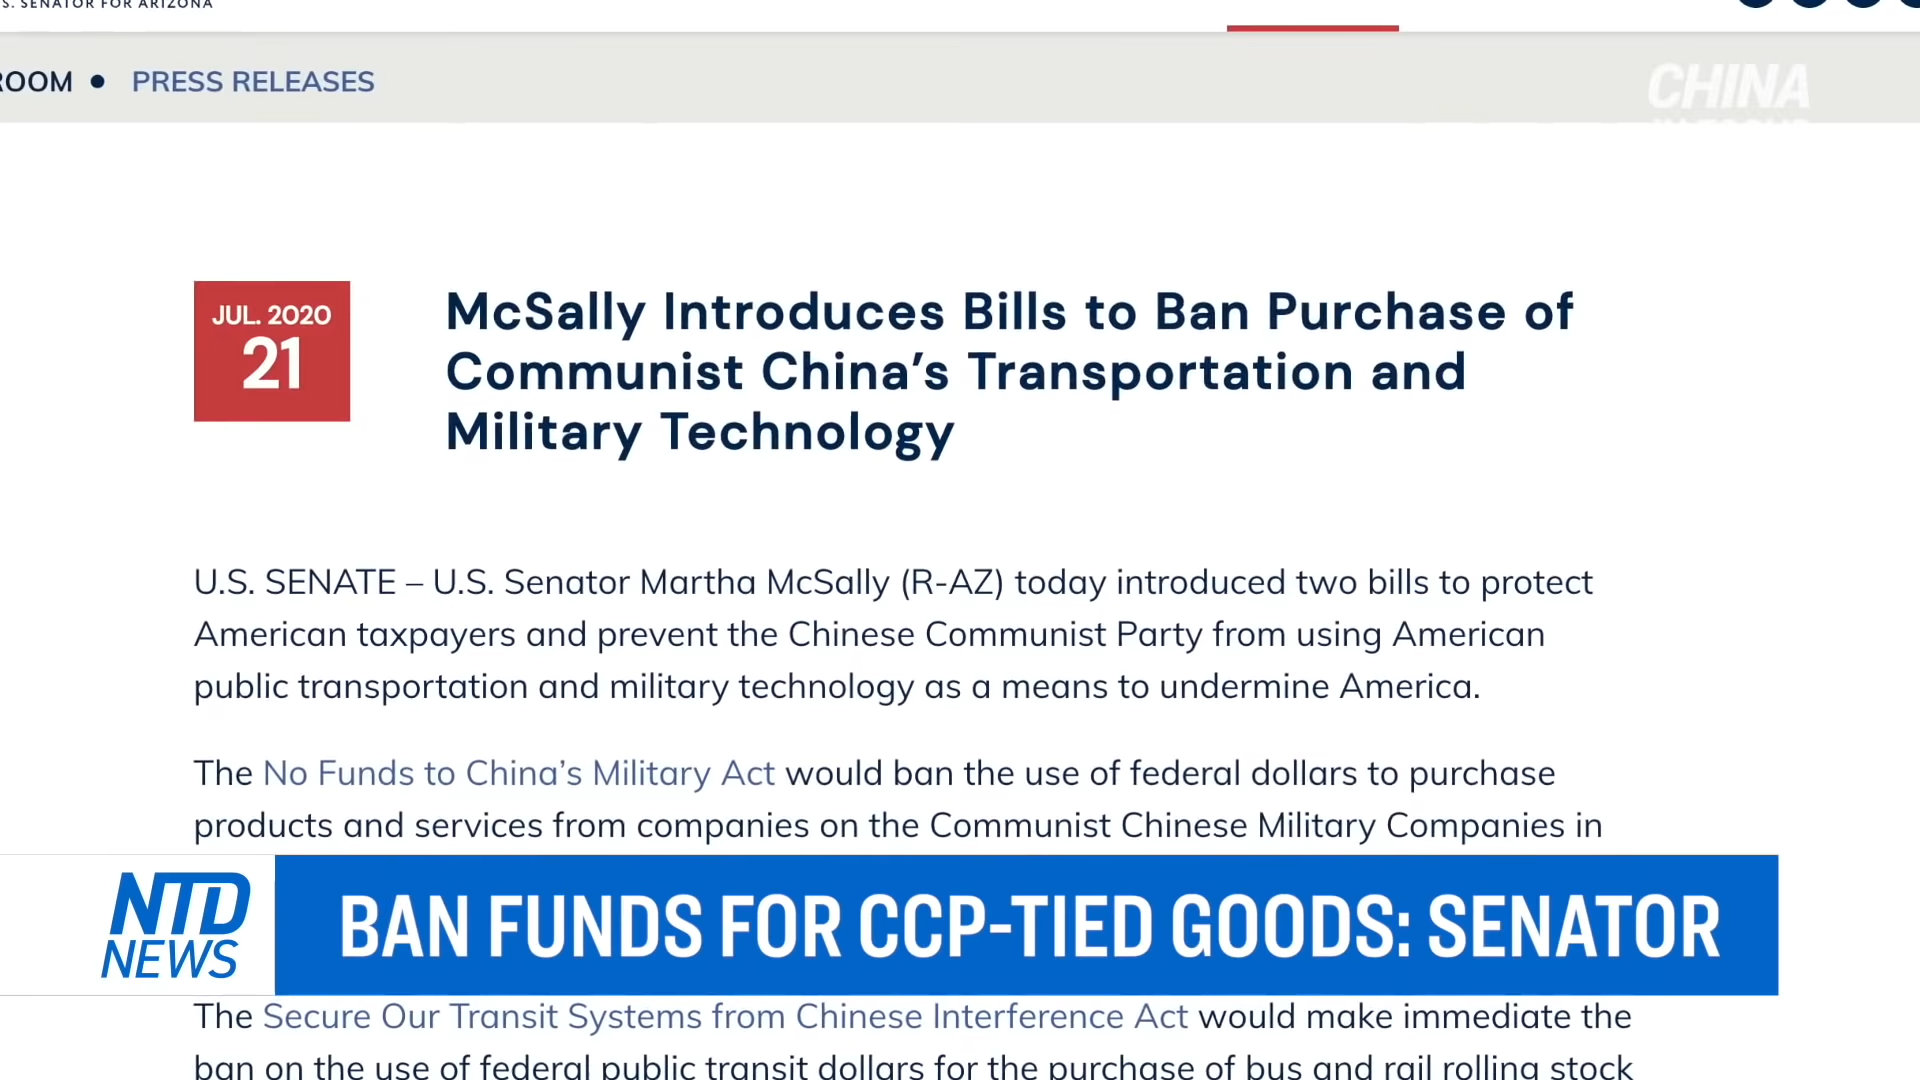 S. SENATOR FOR ARIZONA
ROOM • PRESS RELEASES
CHINA
JUL. 2020
21
McSally Introduces Bills to Ban Purchase of
Communist China’s Transportation and
Military Technology
U.S. SENATE – U.S. Senator Martha McSally (R-AZ) today introduced two bills to protect
American taxpayers and prevent the Chinese Communist Party from using American
public transportation and military technology as a means to undermine America.
The No Funds to China’s Military Act would ban the use of federal dollars to purchase
products and services from companies on the Communist Chinese Military Companies in
NTD
NEWS
BAN FUNDS FOR CCP-TIED GOODS: SENATOR
The Secure Our Transit Systems from Chinese Interference Act would make immediate the
ban on the use of federal public transit dollars for the purchase of bus and rail rolling stock